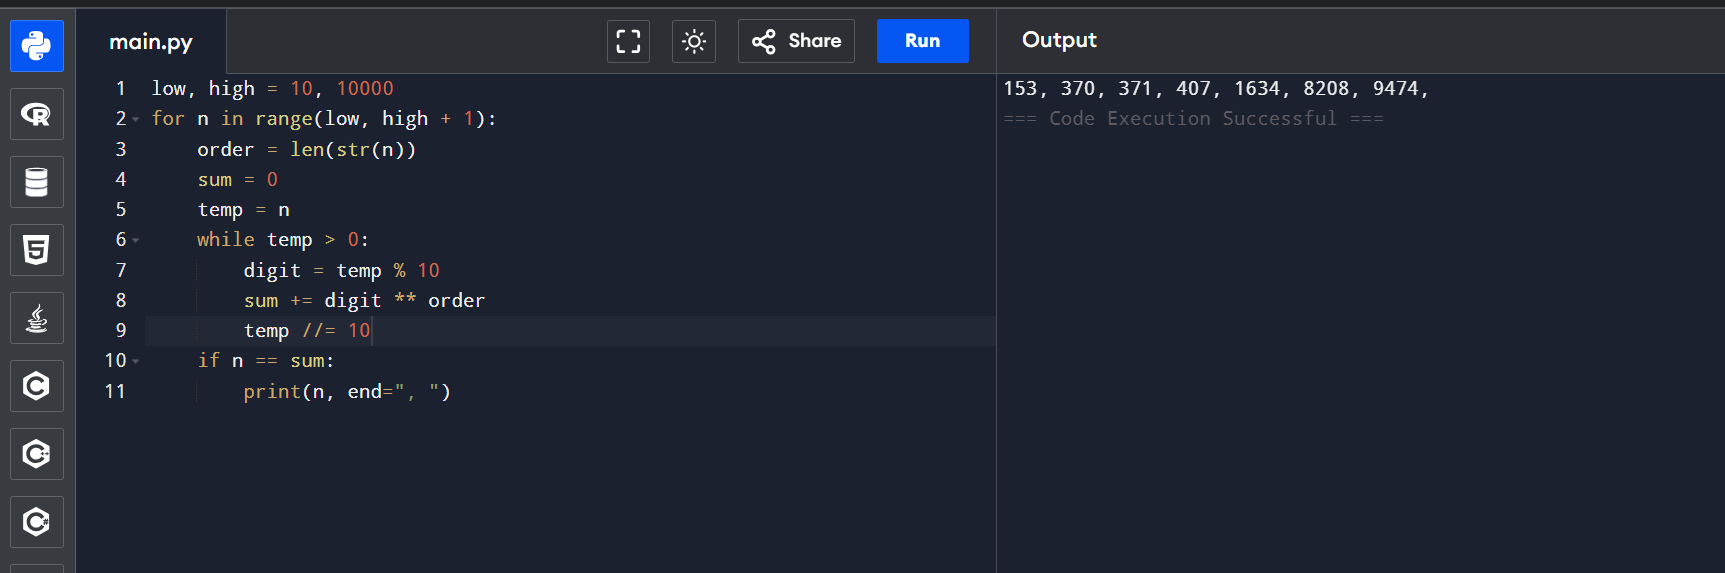 main.py
Share
Run
Output
1 low, high = 10, 10000
2 for n in range(low, high + 1):
3     order = len(str(n))
4     sum = 0
5     temp = n
6     while temp > 0:
7         digit = temp % 10
8         sum += digit ** order
9         temp //= 10
10     if n == sum:
11         print(n, end=", ")
153, 370, 371, 407, 1634, 8208, 9474,
=== Code Execution Successful ===
R
5
C
C++
C#